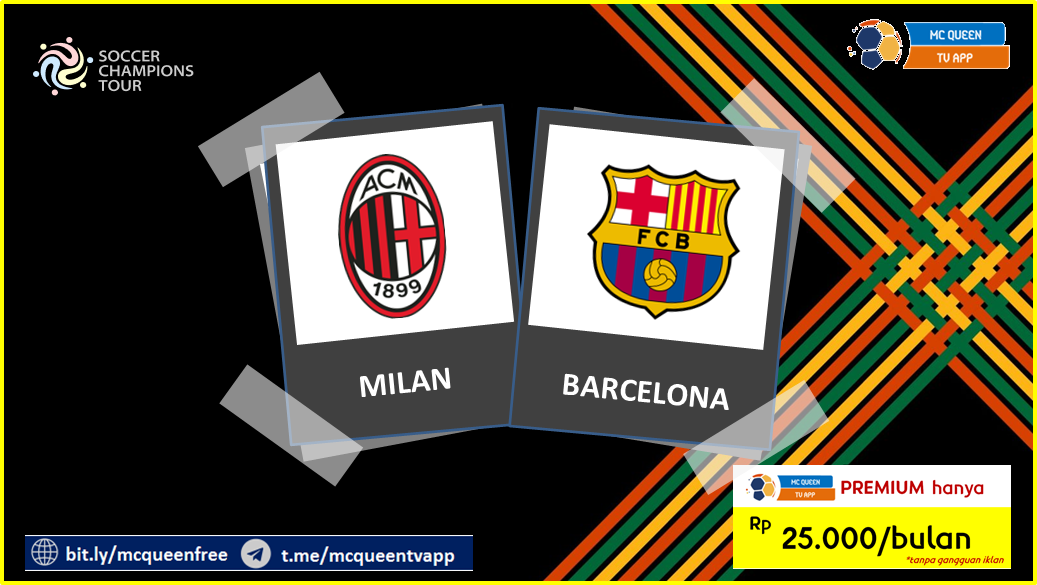 SOCCER
CHAMPIONS
TOUR
MC QUEEN
TV APP
ACM
1899
FCB
MILAN
BARCELONA
MC QUEEN
TV APP
PREMIUM hanya
Rp 25.000/bulan
*tanpa gangguan iklan
bit.ly/mcqueenfree
t.me/mcqueentvapp